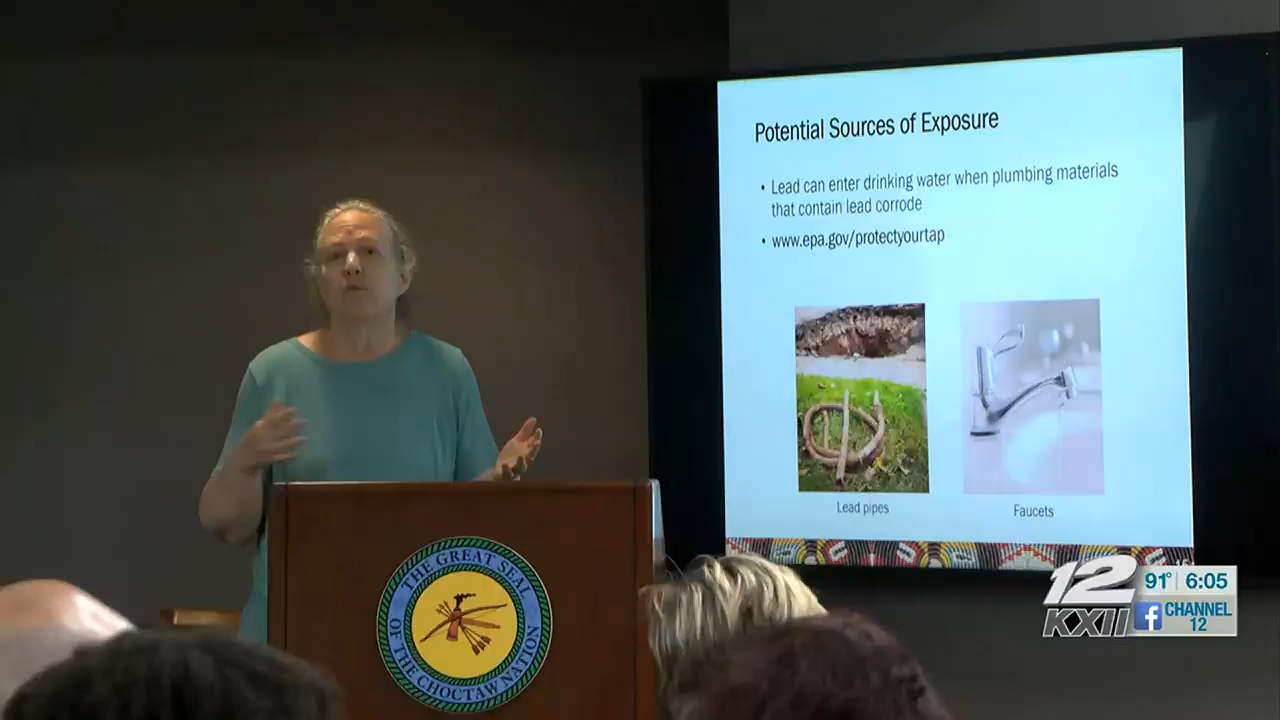 Potential Sources of Exposure
• Lead can enter drinking water when plumbing materials
that contain lead corrode
• www.epa.gov/protectyourtap
Lead pipes
Faucets
THE GREAT SEAL
OF THE CHOCTAW NATION
12
KXII
91° 6:05
f CHANNEL
12